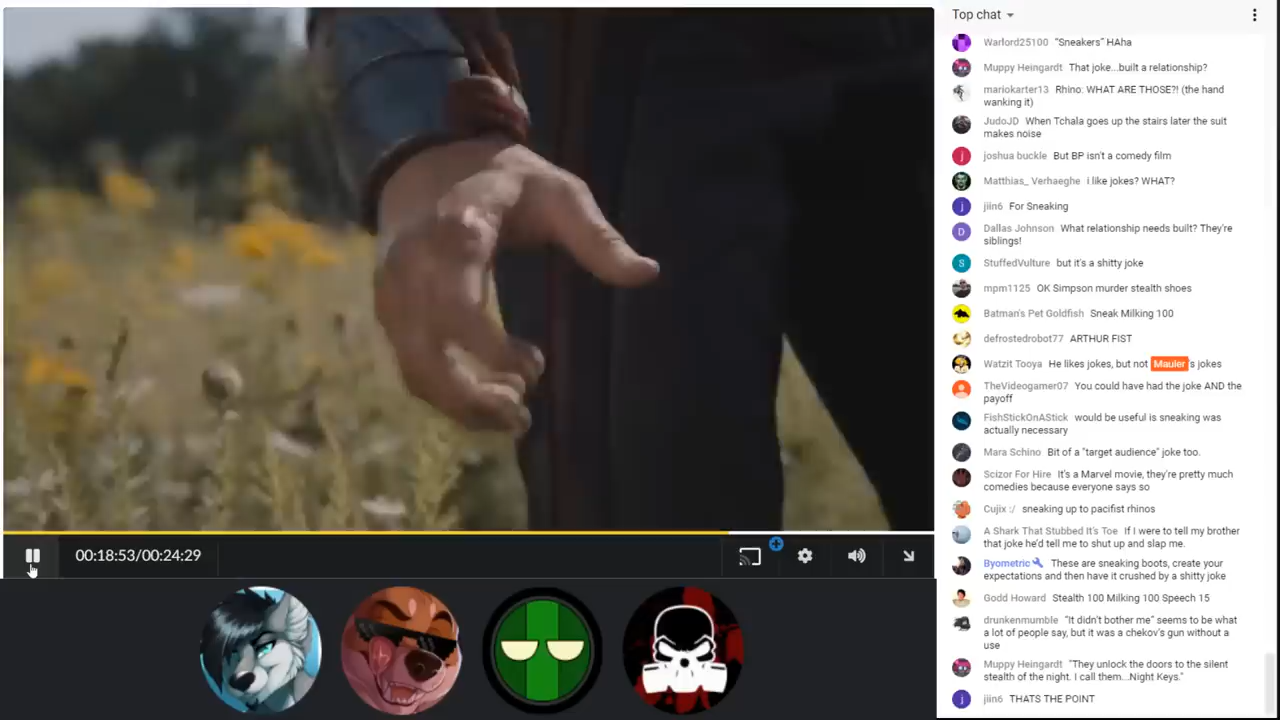 Top chat
Warlord25100 “Sneakers” HAha
Muppy Heingardt That joke...built a relationship?
mariokarter13 Rhino: WHAT ARE THOSE?! (the hand
wanking it)
JudoJD When Tchala goes up the stairs later the suit
makes noise
joshua buckle But BP isn't a comedy film
Matthias_ Verhaeghe i like jokes? WHAT?
jiin6 For Sneaking
Dallas Johnson What relationship needs built? They're
siblings!
StuffedVulture but it's a shitty joke
mpm1125 OK Simpson murder stealth shoes
Batman's Pet Goldfish Sneak Milking 100
defrostedrobot77 ARTHUR FIST
Watzit Tooya He likes jokes, but not Mauler's jokes
TheVideogamer07 You could have had the joke AND the
payoff
FishStickOnAStick would be useful is sneaking was
actually necessary
Mara Schino Bit of a "target audience" joke too.
Scizor For Hire It's a Marvel movie, they're pretty much
comedies because everyone says so
Cujix :/ sneaking up to pacifist rhinos
A Shark That Stubbed It's Toe If I were to tell my brother
that joke he'd tell me to shut up and slap me.
Byometric These are sneaking boots, create your
expectations and then have it crushed by a shitty joke
Godd Howard Stealth 100 Milking 100 Speech 15
drunkenmumble “It didn't bother me” seems to be what
a lot of people say, but it was a chekov's gun without a
use
Muppy Heingardt "They unlock the doors to the silent
stealth of the night. I call them...Night Keys."
jiin6 THATS THE POINT
00:18:53/00:24:29